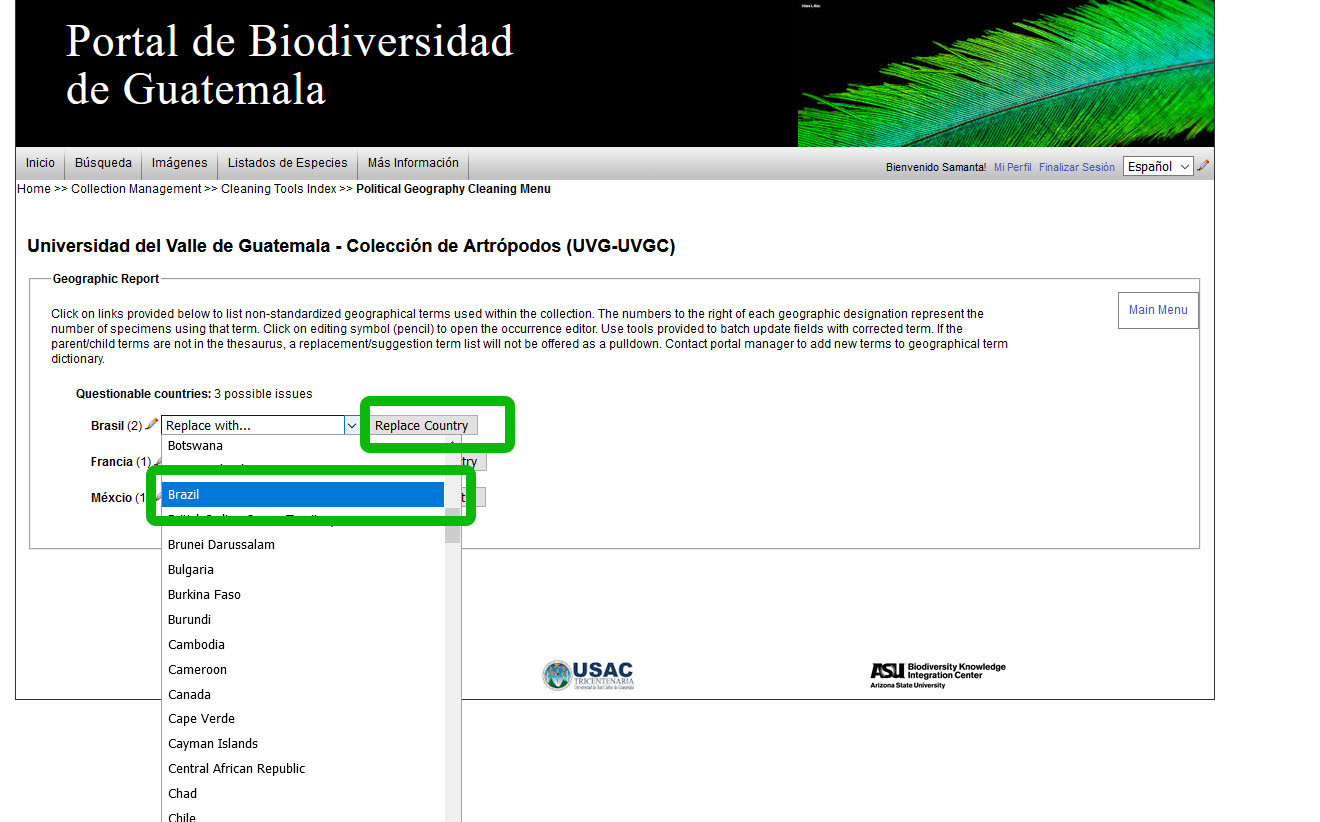 Portal de Biodiversidad
de Guatemala
Inicio Búsqueda Imágenes Listados de Especies Más Información
Bienvenido Samanta! Mi Perfil Finalizar Sesión Español
Home >> Collection Management >> Cleaning Tools Index >> Political Geography Cleaning Menu
Universidad del Valle de Guatemala - Colección de Artrópodos (UVG-UVGC)
Geographic Report
Main Menu
Click on links provided below to list non-standardized geographical terms used within the collection. The numbers to the right of each geographic designation represent the
number of specimens using that term. Click on editing symbol (pencil) to open the occurrence editor. Use tools provided to batch update fields with corrected term. If the
parent/child terms are not in the thesaurus, a replacement/suggestion term list will not be offered as a pulldown. Contact portal manager to add new terms to geographical term
dictionary.
Questionable countries: 3 possible issues
Brasil (2) Replace with... Replace Country
Botswana
Francia (1) try
Brazil
Méxcio (1
Brunei Darussalam
Bulgaria
Burkina Faso
Burundi
Cambodia
Cameroon
Canada
Cape Verde
Cayman Islands
Central African Republic
Chad
Chile
USAC
TRICENTENARIA
Universidad de San Carlos de Guatemala
ASU Biodiversity Knowledge
Integration Center
Arizona State University